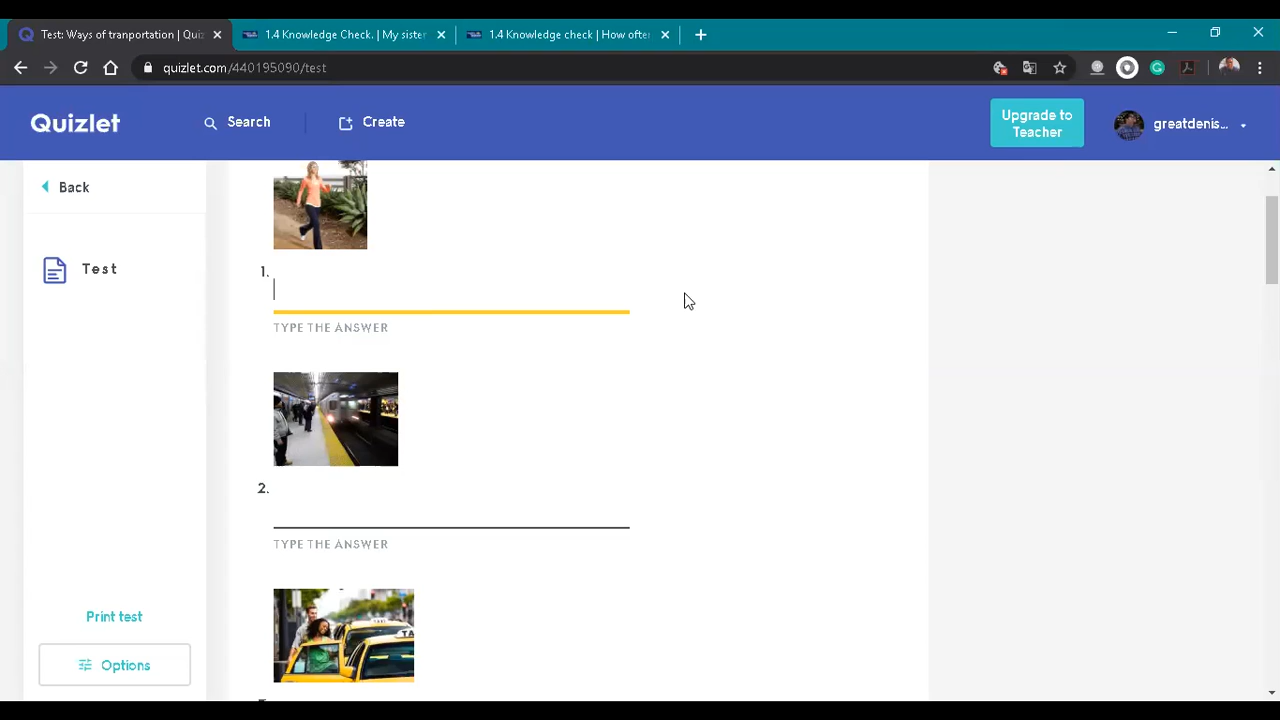 Test: Ways of tranportation | Quiz
1.4 Knowledge Check. | My sister
1.4 Knowledge check | How often
quizlet.com/440195090/test
Quizlet
Search
Create
Upgrade to
Teacher
greatdenis...
Back
Test
1.
TYPE THE ANSWER
2.
TYPE THE ANSWER
Print test
Options